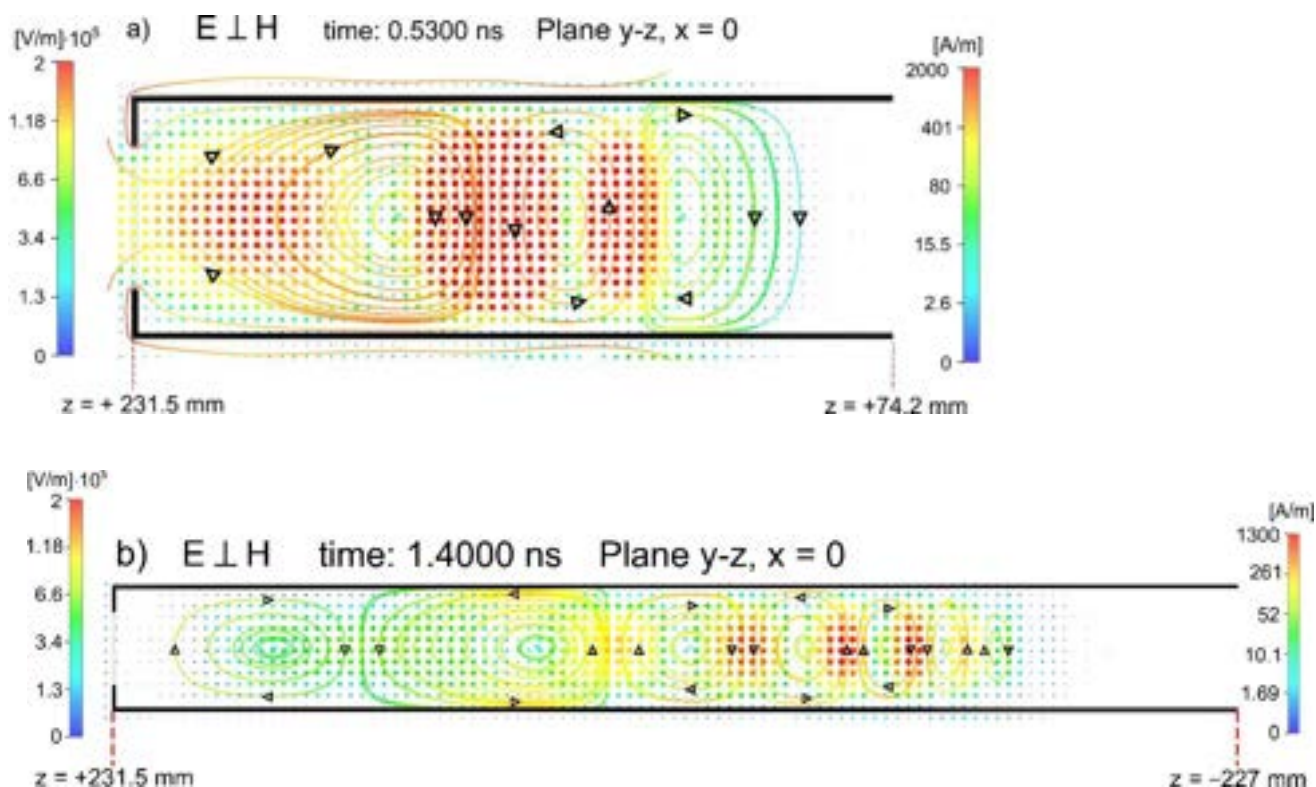 a) E⊥H time: 0.5300 ns Plane y-z, x = 0
[V/m]·10⁵
2
1.18
6.6
3.4
1.3
0
[A/m]
2000
401
80
15.5
2.6
0
z = + 231.5 mm
z = +74.2 mm
[V/m]·10⁵
2
1.18
6.6
3.4
1.3
0
b) E⊥H time: 1.4000 ns Plane y-z, x = 0
[A/m]
1300
261
52
10.1
1.69
0
z = +231.5 mm
z = −227 mm